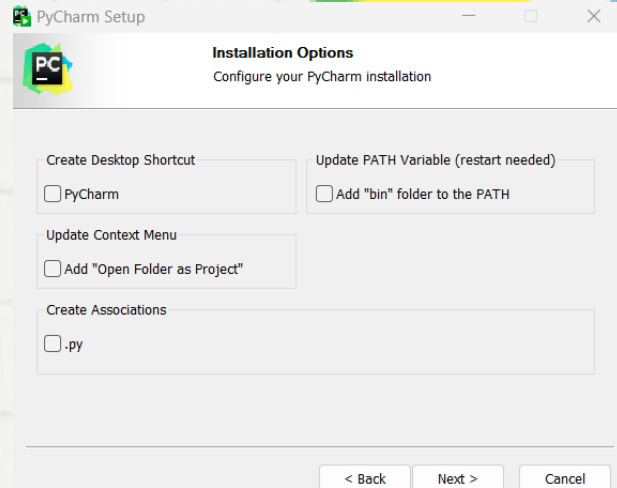 PyCharm Setup
PC
Installation Options
Configure your PyCharm installation
Create Desktop Shortcut
PyCharm
Update PATH Variable (restart needed)
Add "bin" folder to the PATH
Update Context Menu
Add "Open Folder as Project"
Create Associations
.py
< Back
Next >
Cancel